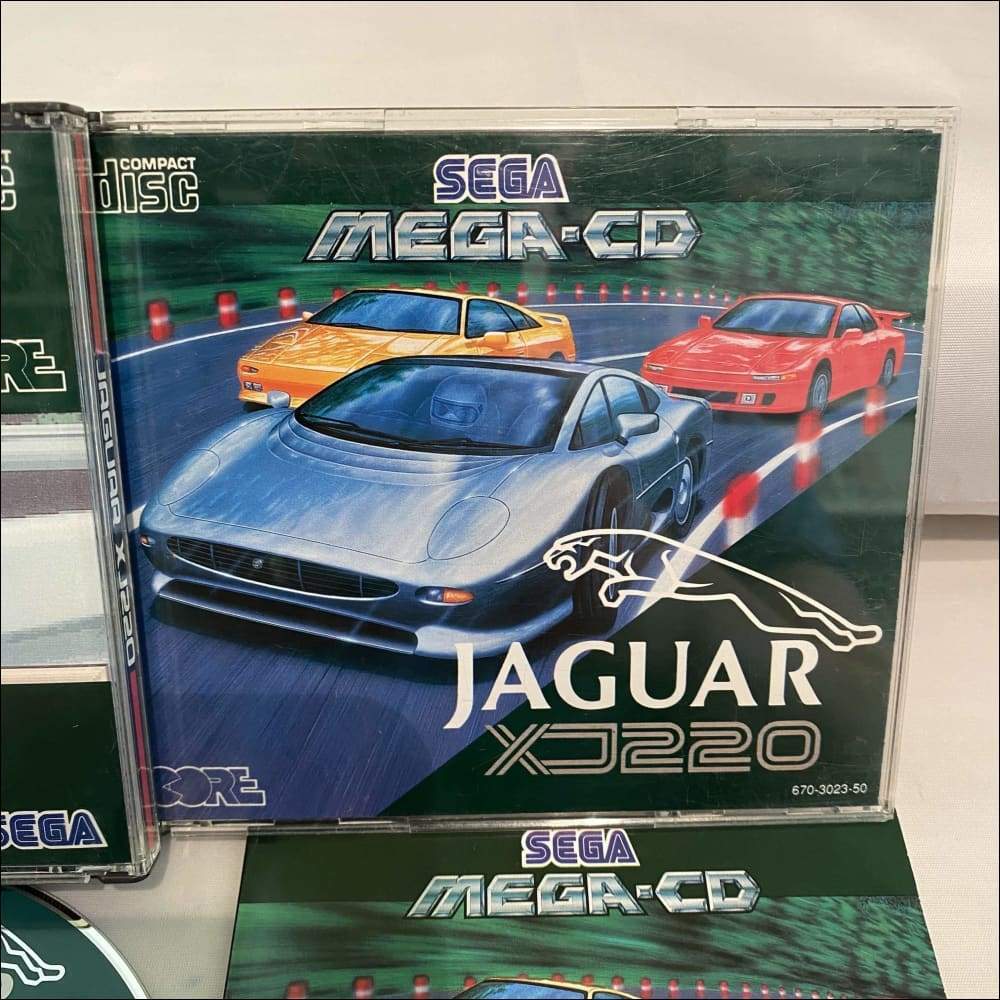 COMPACT
disc
SEGA
MEGA-CD
JAGUAR XJ220
JAGUAR
XJ220
CORE
670-3023-50
SEGA
SEGA
MEGA-CD